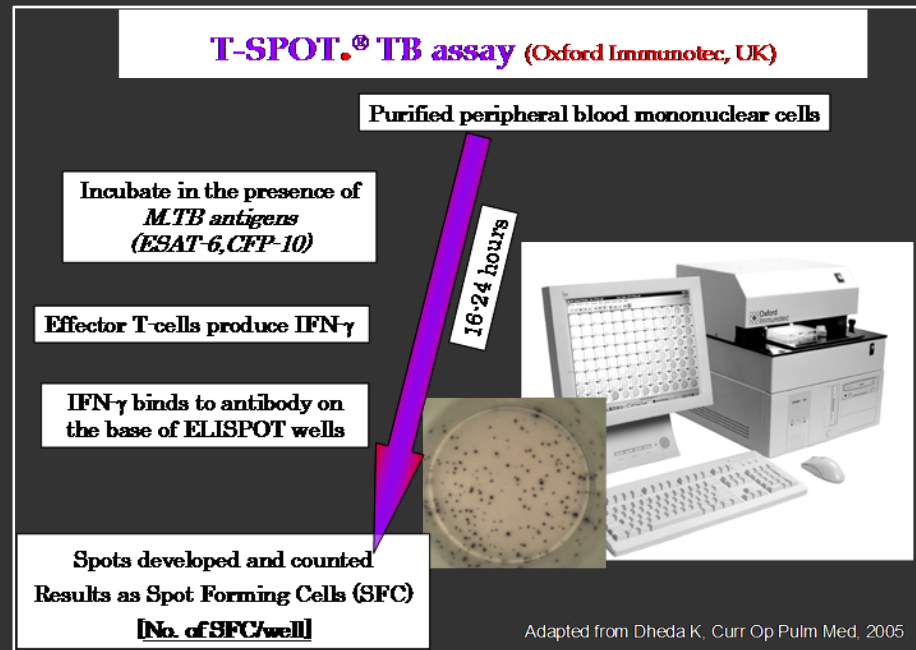 T-SPOT.® TB assay (Oxford Immunotec, UK)
Purified peripheral blood mononuclear cells
Incubate in the presence of
M.TB antigens
(ESAT-6,CFP-10)
16-24 hours
Effector T-cells produce IFN-γ
IFN-γ binds to antibody on
the base of ELISPOT wells
Oxford
Immunotec
Spots developed and counted
Results as Spot Forming Cells (SFC)
[No. of SFC/well]
Adapted from Dheda K, Curr Op Pulm Med, 2005